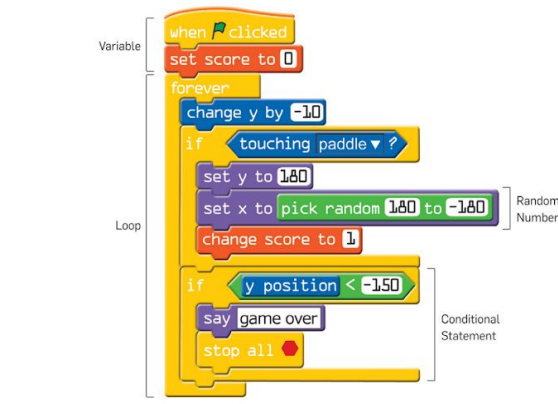 when clicked
Variable
set score to 0
forever
change y by -10
if touching paddle ?
set y to 180
set x to pick random 180 to -180
Random
Number
change score to 1
Loop
if y position < -150
say game over
Conditional
Statement
stop all